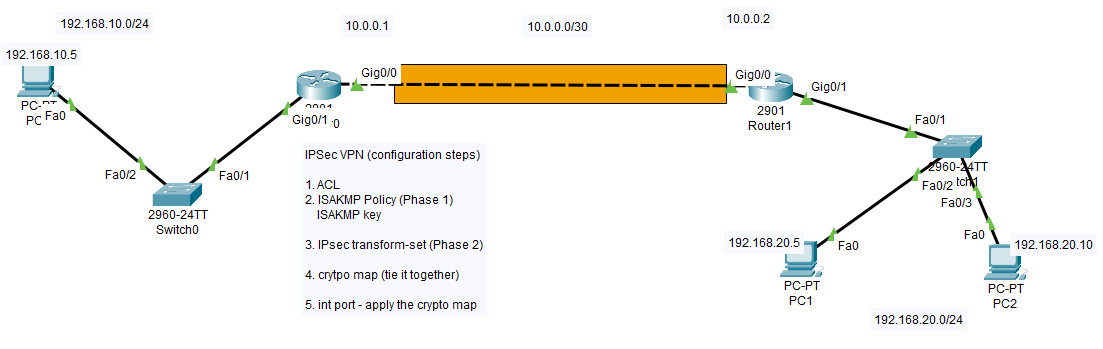 192.168.10.0/24
10.0.0.1
10.0.0.0/30
10.0.0.2
192.168.10.5
Gig0/0
Gig0/0
Gig0/1
PC-PT
Fa0
2901
Gig0/1
2901
Router1
Fa0/1
IPSec VPN (configuration steps)
1. ACL
2. ISAKMP Policy (Phase 1)
ISAKMP key
3. IPsec transform-set (Phase 2)
4. crytpo map (tie it together)
5. int port - apply the crypto map
Fa0/2
Fa0/1
2960-24TT
Switch0
2960-24TT
Fa0/2
Fa0/3
192.168.20.5
Fa0
Fa0
192.168.20.10
PC-PT
PC1
PC-PT
PC2
192.168.20.0/24